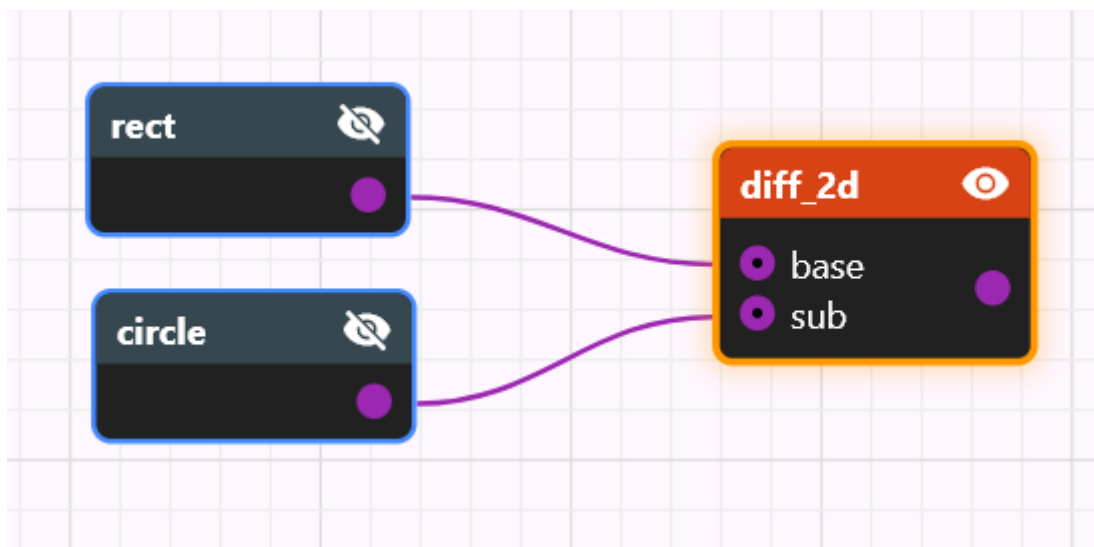 rect
circle
diff_2d
base
sub